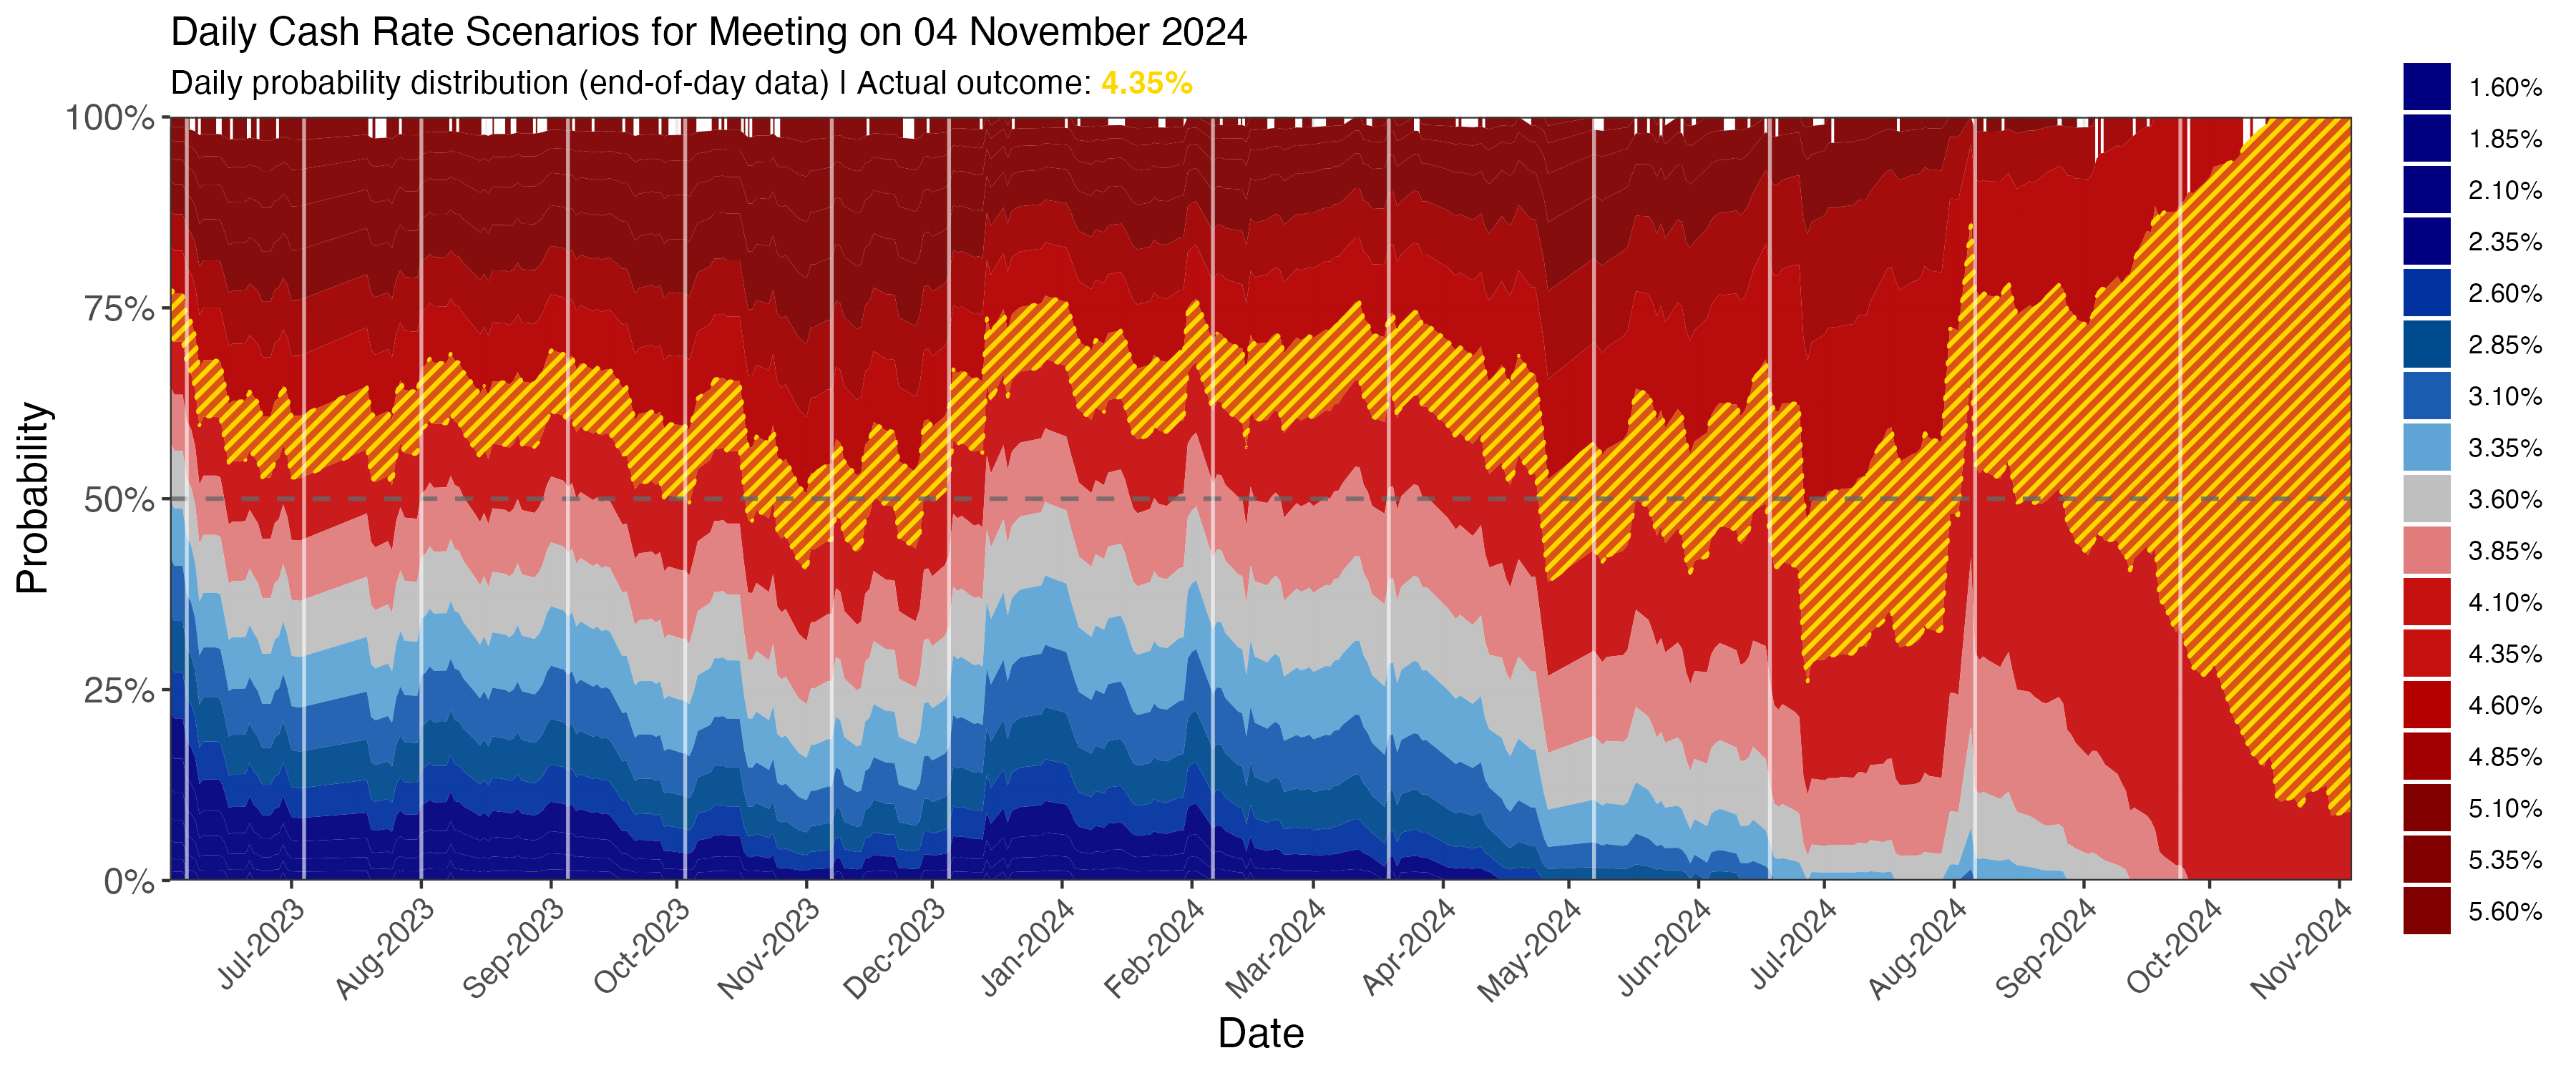 Daily Cash Rate Scenarios for Meeting on 04 November 2024
Daily probability distribution (end-of-day data) | Actual outcome: 4.35%
Probability
100%
75%
50%
25%
0%
Jul-2023
Aug-2023
Sep-2023
Oct-2023
Nov-2023
Dec-2023
Jan-2024
Feb-2024
Mar-2024
Apr-2024
May-2024
Jun-2024
Jul-2024
Aug-2024
Sep-2024
Oct-2024
Nov-2024
Date
1.60%
1.85%
2.10%
2.35%
2.60%
2.85%
3.10%
3.35%
3.60%
3.85%
4.10%
4.35%
4.60%
4.85%
5.10%
5.35%
5.60%